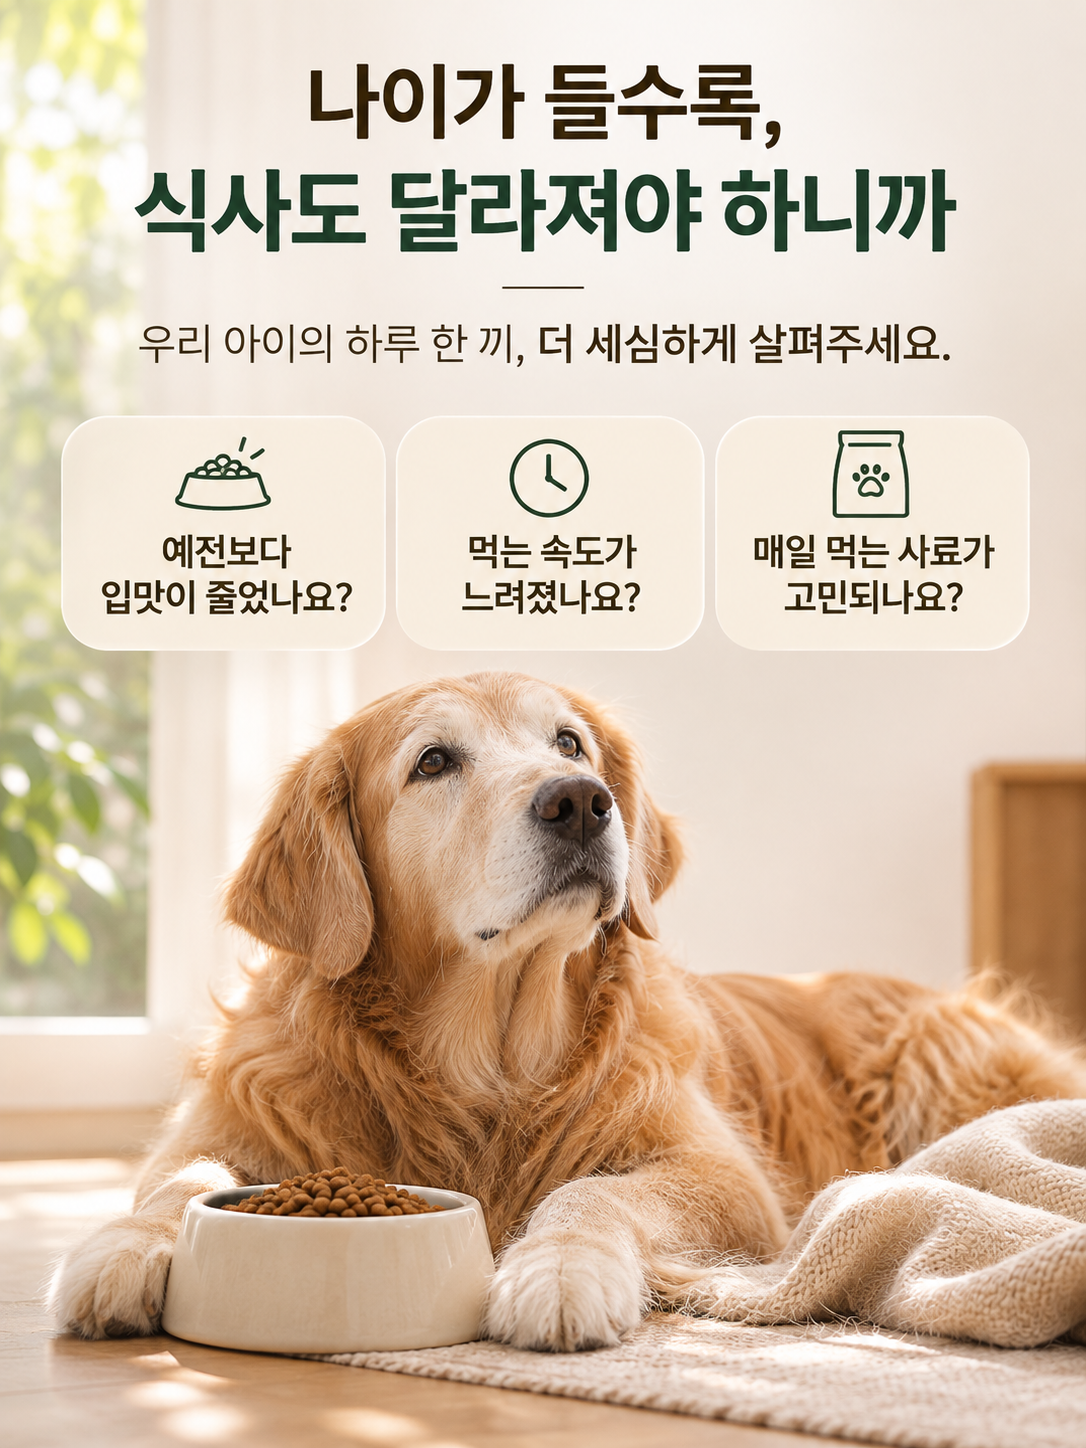 나이가 들수록,
식사도 달라져야 하니까
우리 아이의 하루 한 끼, 더 세심하게 살펴주세요.
예전보다
입맛이 줄었나요?
먹는 속도가
느려졌나요?
매일 먹는 사료가
고민되나요?